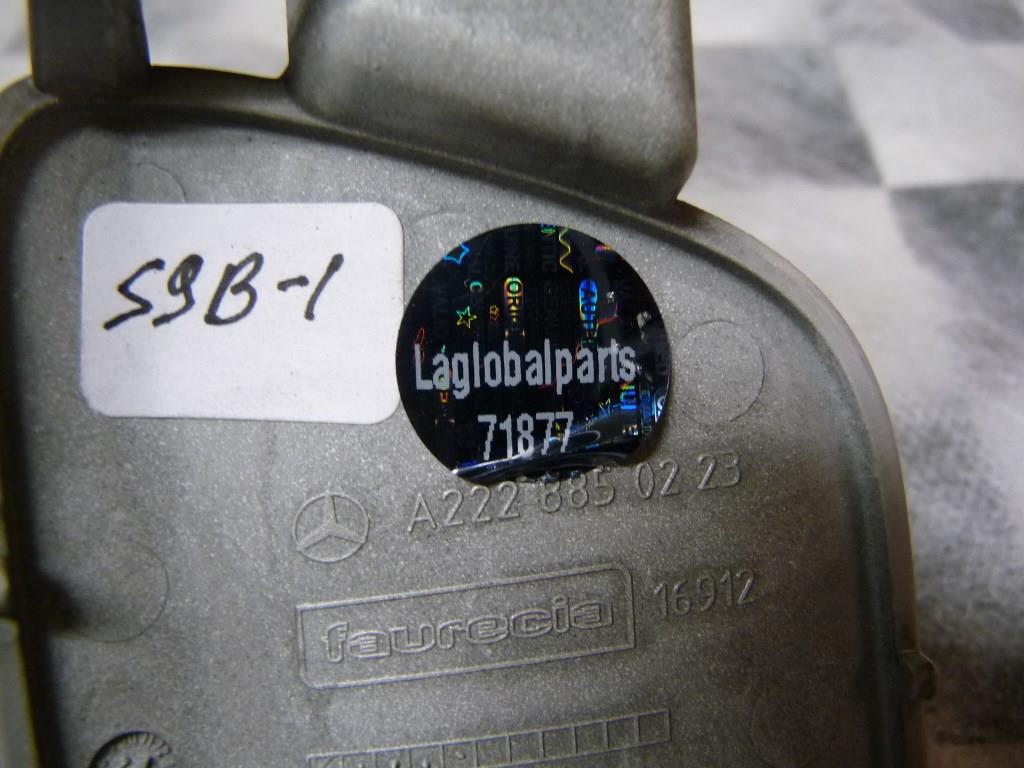 S9B-1
Laglobalparts
71877
A222 885 02 23
faurecia
16912